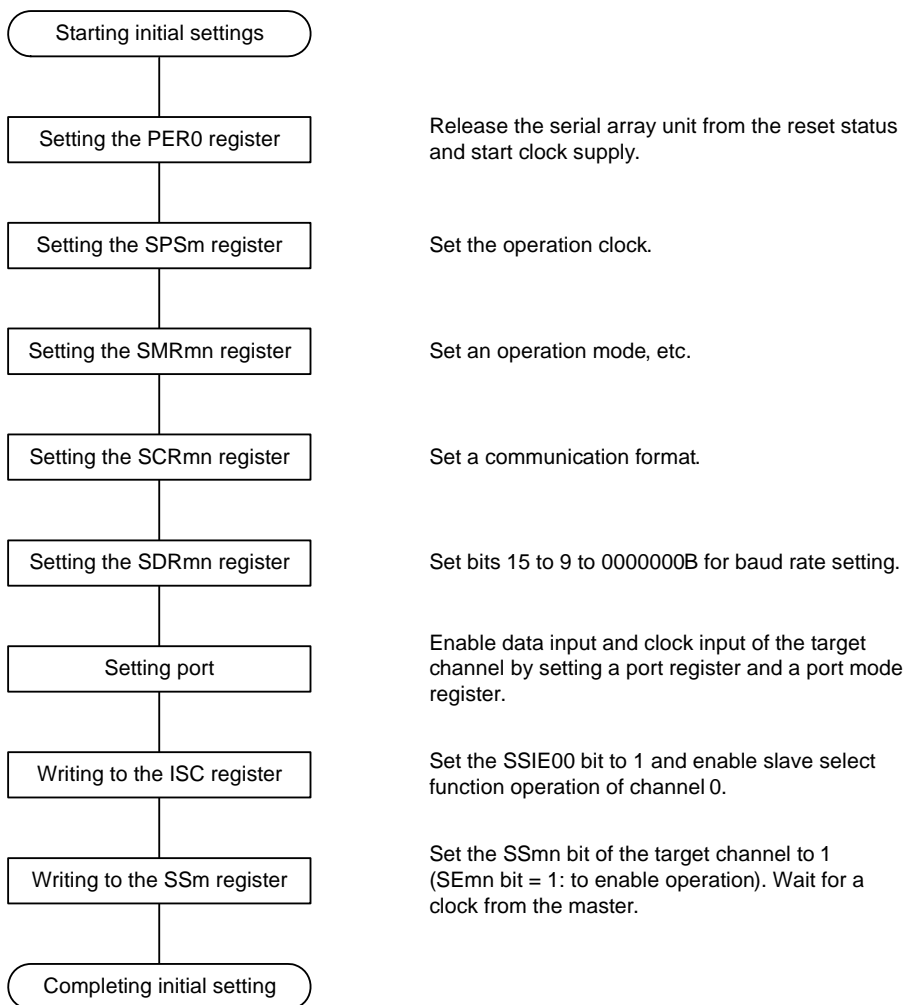 Starting initial settings
Setting the PER0 register
Release the serial array unit from the reset status
and start clock supply.
Setting the SPSm register
Set the operation clock.
Setting the SMRmn register
Set an operation mode, etc.
Setting the SCRmn register
Set a communication format.
Setting the SDRmn register
Set bits 15 to 9 to 0000000B for baud rate setting.
Setting port
Enable data input and clock input of the target
channel by setting a port register and a port mode
register.
Writing to the ISC register
Set the SSIE00 bit to 1 and enable slave select
function operation of channel 0.
Writing to the SSm register
Set the SSmn bit of the target channel to 1
(SEmn bit = 1: to enable operation). Wait for a
clock from the master.
Completing initial setting